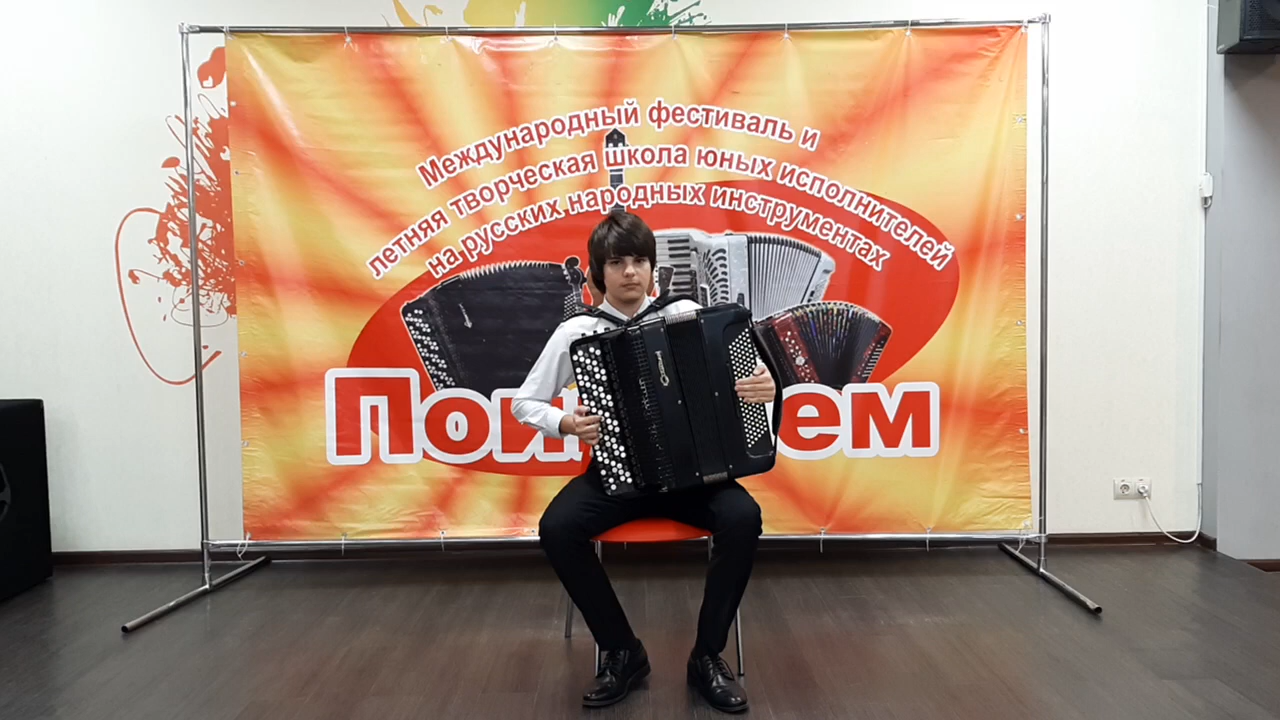 Международный фестиваль и
летняя творческая школа юных исполнителей
на русских народных инструментах